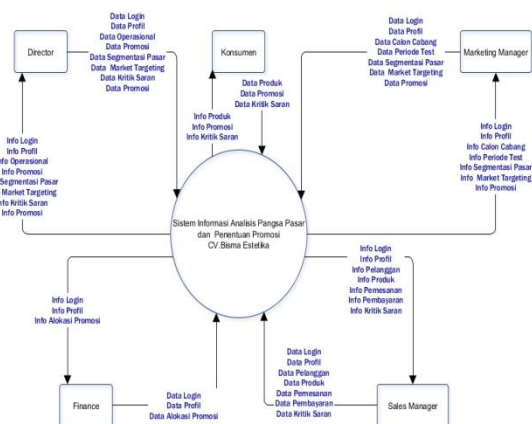 Data Login
Data Profil
Data Operasional
Data Promosi
Data Segmentasi Pasar
Data Market Targeting
Data Kritik Saran
Data Promosi
Director
Konsumen
Data Login
Data Profil
Data Calon Cabang
Data Periode Test
Data Segmentasi Pasar
Data Market Targeting
Data Promosi
Marketing Manager
Data Produk
Data Promosi
Data Kritik Saran
Info Produk
Info Promosi
Info Kritik Saran
Info Login
Info Profil
nfo Operasional
Info Promosi
Segmentasi Pasar
Market Targeting
nfo Kritik Saran
Info Promosi
Info Login
Info Profil
Info Calon Cabang
Info Periode Test
Info Segmentasi Pasar
Info Market Targeting
Info Promosi
Sistem Informasi Analisis Pangsa Pasar
dan Penentuan Promosi
CV.Bisma Estetika
Info Login
Info Profil
Info Pelanggan
Info Produk
Info Pemesanan
Info Pembayaran
Info Kritik Saran
Info Login
Info Profil
Info Alokasi Promosi
Data Login
Data Profil
Data Pelanggan
Data Produk
Data Pemesanan
Data Pembayaran
Data Kritik Saran
Finance
Data Login
Data Profil
Data Alokasi Promosi
Sales Manager